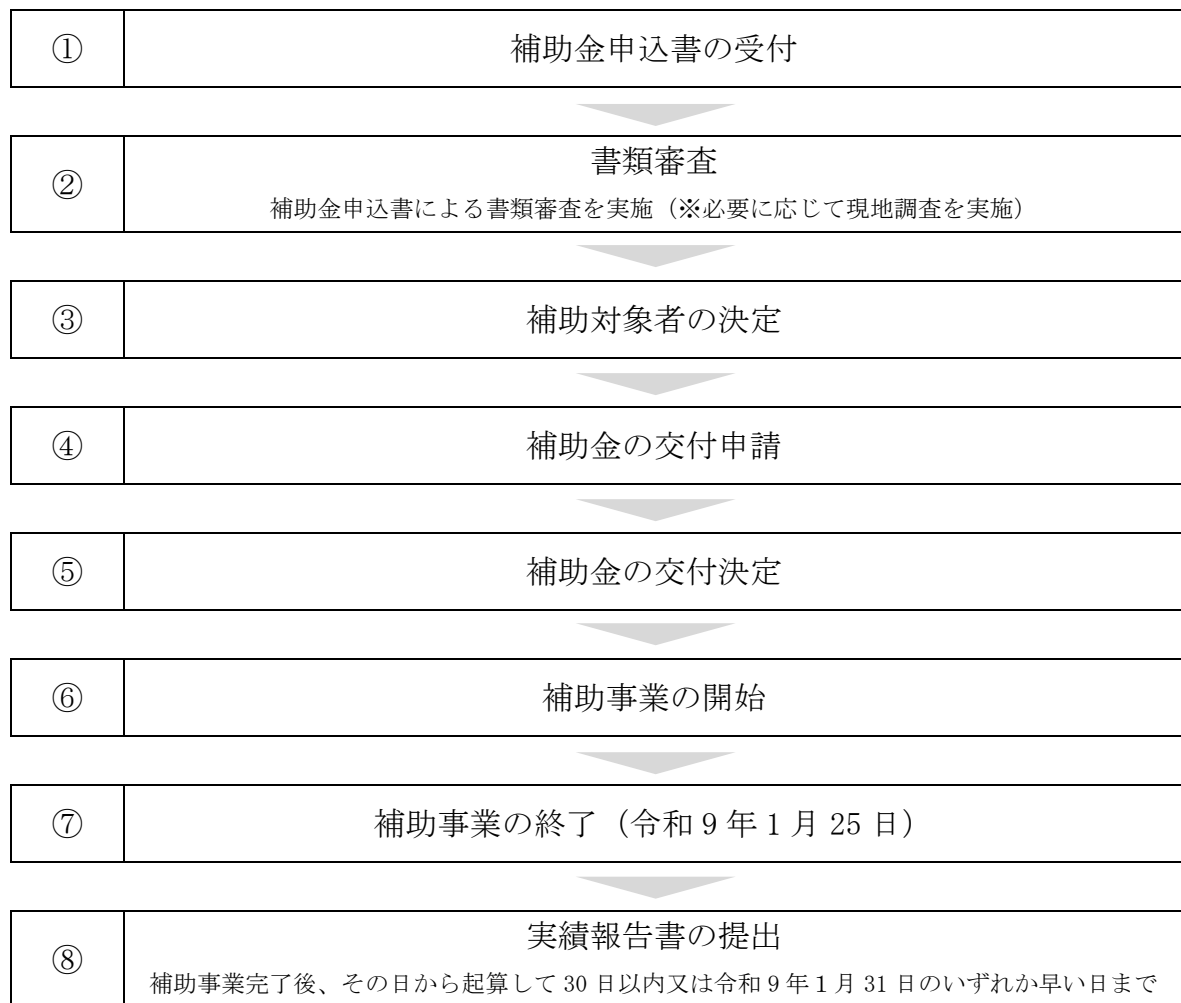 ① 補助金申込書の受付
② 書類審査
補助金申込書による書類審査を実施（※必要に応じて現地調査を実施）
③ 補助対象者の決定
④ 補助金の交付申請
⑤ 補助金の交付決定
⑥ 補助事業の開始
⑦ 補助事業の終了（令和 9 年 1 月 25 日）
⑧ 実績報告書の提出
補助事業完了後、その日から起算して 30 日以内又は令和 9 年 1 月 31 日のいずれか早い日まで